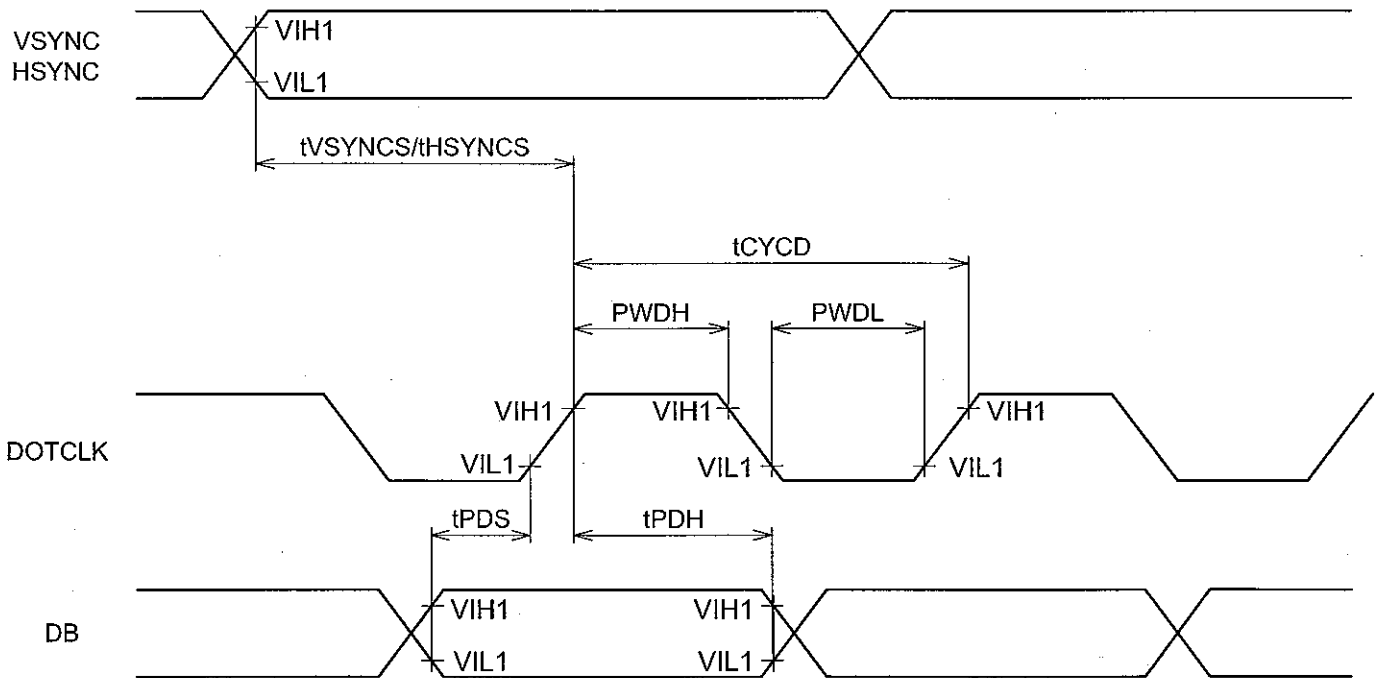 VSYNC
HSYNC
VIH1
VIL1
tVSYNCS/tHSYNCS
tCYCD
PWDH
PWDL
DOTCLK
VIH1
VIH1
VIH1
VIL1
VIL1
VIL1
tPDS
tPDH
DB
VIH1
VIH1
VIL1
VIL1